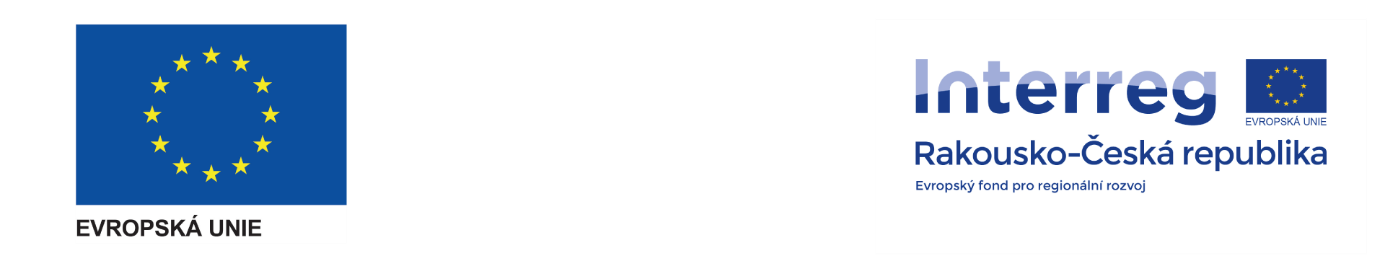 EVROPSKÁ UNIE
Interreg
EVROPSKÁ UNIE
Rakousko-Česká republika
Evropský fond pro regionální rozvoj